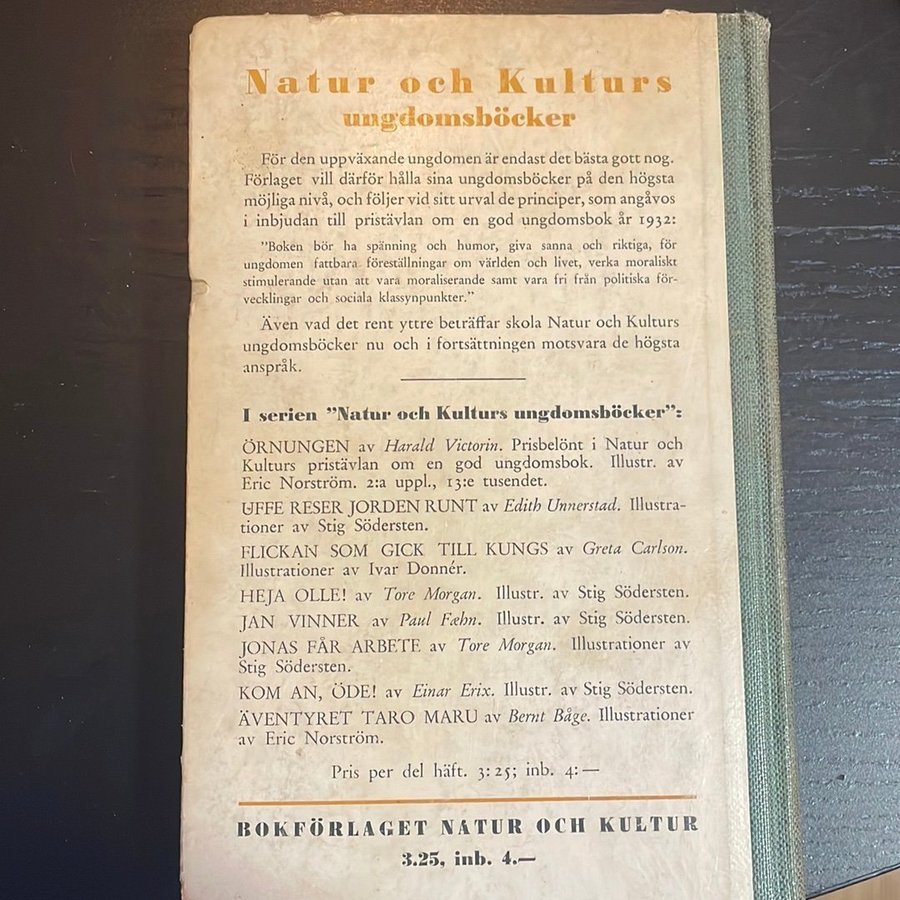 Natur och Kulturs
ungdomsböcker
För den uppväxande ungdomen är endast det bästa gott nog.
Förlaget vill därför hålla sina ungdomsböcker på den högsta
möjliga nivå, och följer vid sitt urval de principer, som angåvos
i inbjudan till pristävlan om en god ungdomsbok år 1932:
”Boken bör ha spänning och humor, giva sanna och riktiga, för
ungdomen fattbara föreställningar om världen och livet, verka moraliskt
stimulerande utan att vara moraliserande samt vara fri från politiska för-
vecklingar och sociala klassynpunkter.”
Även vad det rent yttre beträffar skola Natur och Kulturs
ungdomsböcker nu och i fortsättningen motsvara de högsta
anspråk.
I serien ”Natur och Kulturs ungdomsböcker”:
ÖRNUNGEN av Harald Victorin. Prisbelönt i Natur och
Kulturs pristävlan om en god ungdomsbok. Illustr. av
Eric Norström. 2:a uppl., 13:e tusendet.
UFFE RESER JORDEN RUNT av Edith Unnerstad. Illustra-
tioner av Stig Södersten.
FLICKAN SOM GICK TILL KUNGS av Greta Carlson.
Illustrationer av Ivar Donnér.
HEJA OLLE! av Tore Morgan. Illustr. av Stig Södersten.
JAN VINNER av Paul Fæhn. Illustr. av Stig Södersten.
JONAS FÅR ARBETE av Tore Morgan. Illustrationer av
Stig Södersten.
KOM AN, ÖDE! av Einar Erix. Illustr. av Stig Södersten.
ÄVENTYRET TARO MARU av Bernt Båge. Illustrationer
av Eric Norström.
Pris per del häft. 3:25; inb. 4:—
BOKFÖRLAGET NATUR OCH KULTUR
3.25, inb. 4.—